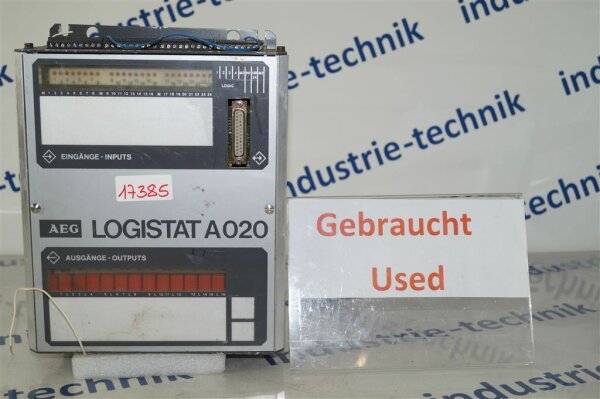 industrie-technik
LOGIC
EINGÄNGE · INPUTS
17385
AEG LOGISTAT A020
AUSGÄNGE · OUTPUTS
Gebraucht
Used
industrie-technik
industrie-technik
industrie-technik
industrie-technik